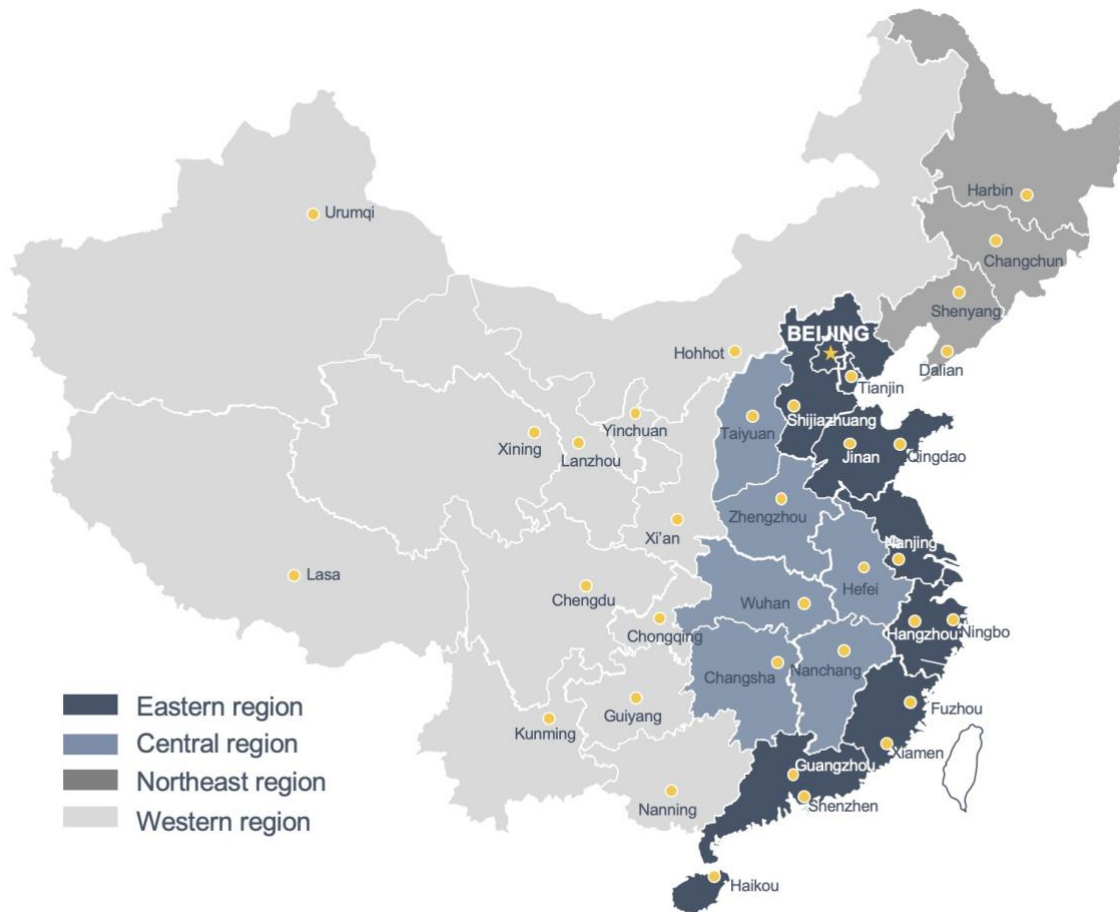 Harbin
Urumqi
Changchun
Shenyang
BEIJING
Hohhot
Dalian
Tianjin
Shijiazhuang
Taiyuan
Yinchuan
Xining
Lanzhou
Jinan
Qingdao
Zhengzhou
Xi'an
Nanjing
Lasa
Hefei
Chengdu
Wuhan
Chongqing
Hangzhou
Ningbo
Changsha
Nanchang
Eastern region
Guiyang
Fuzhou
Kunming
Central region
Xiamen
Guangzhou
Northeast region
Nanning
Shenzhen
Western region
Haikou